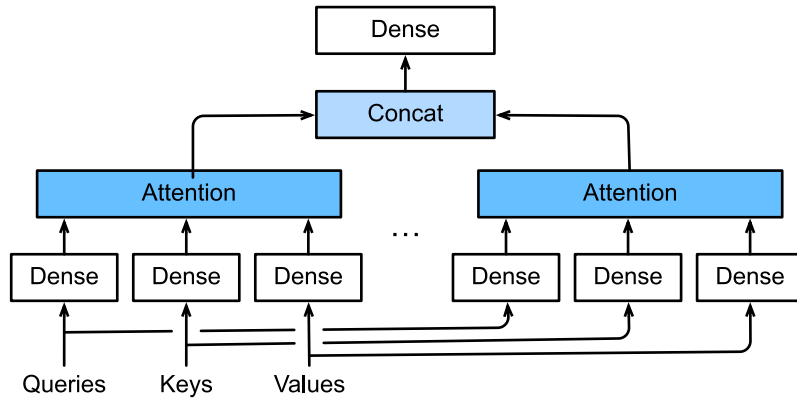 Dense
Concat
Attention
Attention
...
Dense
Dense
Dense
Dense
Dense
Dense
Queries
Keys
Values